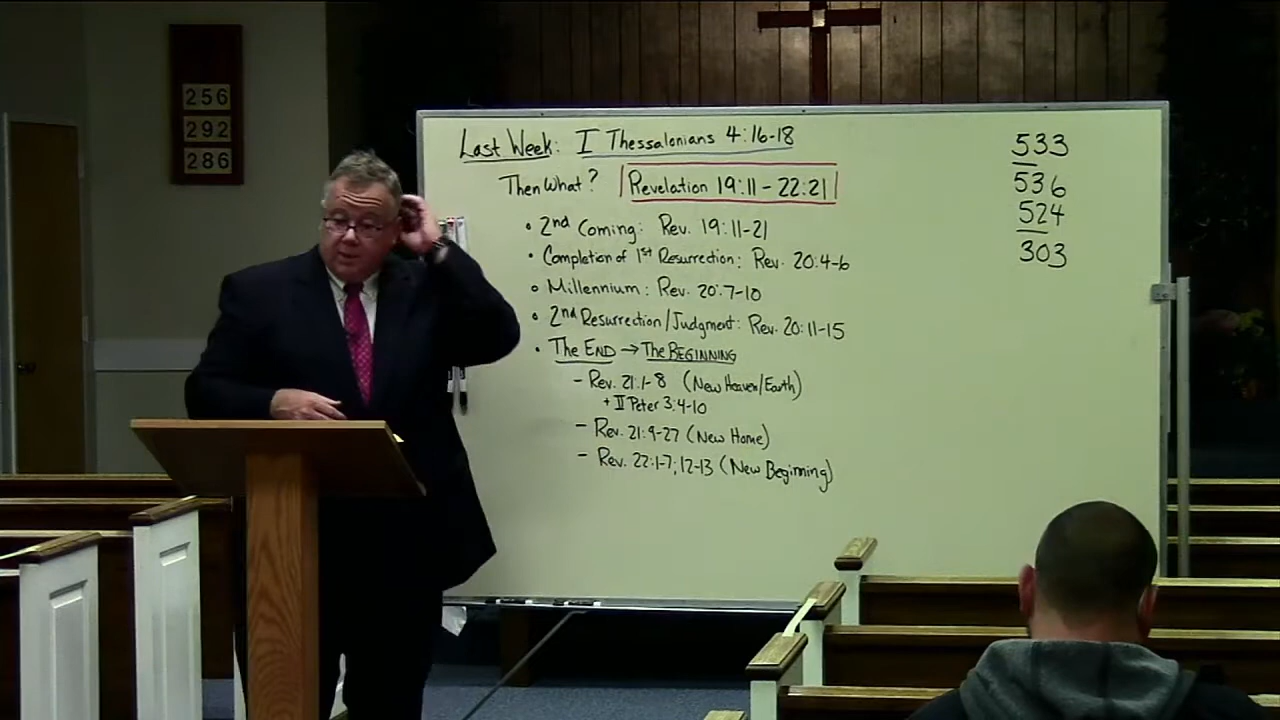 256
292
286
Last Week: I Thessalonians 4:16-18
Then What? Revelation 19:11 - 22:21
• 2nd Coming: Rev. 19:11-21
• Completion of 1st Resurrection: Rev. 20:4-6
• Millennium: Rev. 20:7-10
• 2nd Resurrection/Judgment: Rev. 20:11-15
• The END → The BEGINNING
- Rev. 21:1-8 (New Heaven/Earth)
+ II Peter 3:4-10
- Rev. 21:9-27 (New Home)
- Rev. 22:1-7; 12-13 (New Beginning)
533
536
524
303